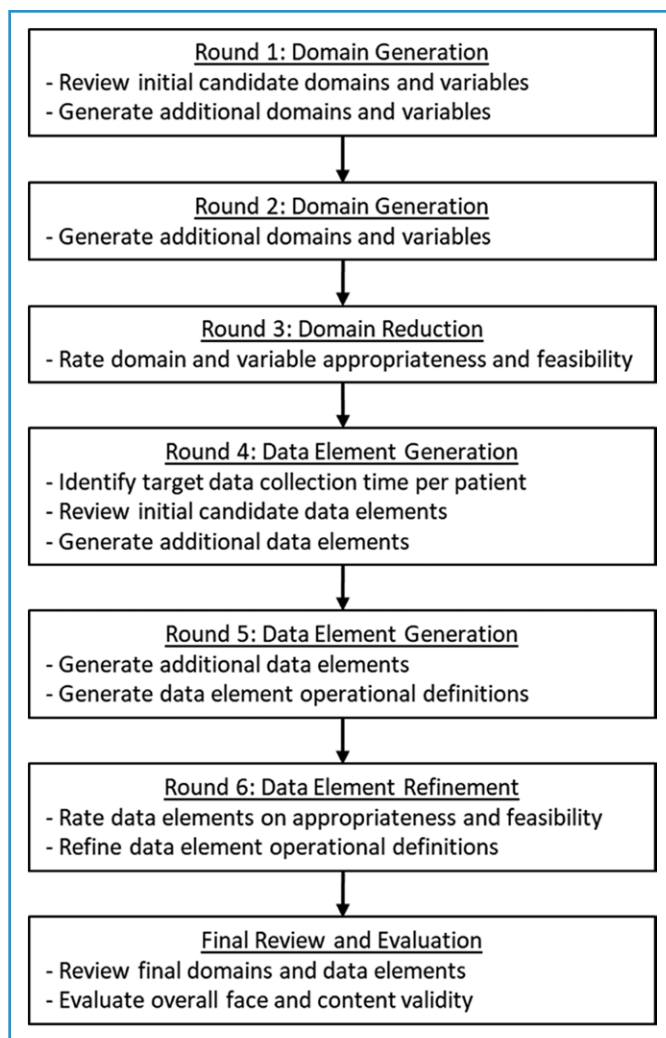 Round 1: Domain Generation
- Review initial candidate domains and variables
- Generate additional domains and variables
Round 2: Domain Generation
- Generate additional domains and variables
Round 3: Domain Reduction
- Rate domain and variable appropriateness and feasibility
Round 4: Data Element Generation
- Identify target data collection time per patient
- Review initial candidate data elements
- Generate additional data elements
Round 5: Data Element Generation
- Generate additional data elements
- Generate data element operational definitions
Round 6: Data Element Refinement
- Rate data elements on appropriateness and feasibility
- Refine data element operational definitions
Final Review and Evaluation
- Review final domains and data elements
- Evaluate overall face and content validity